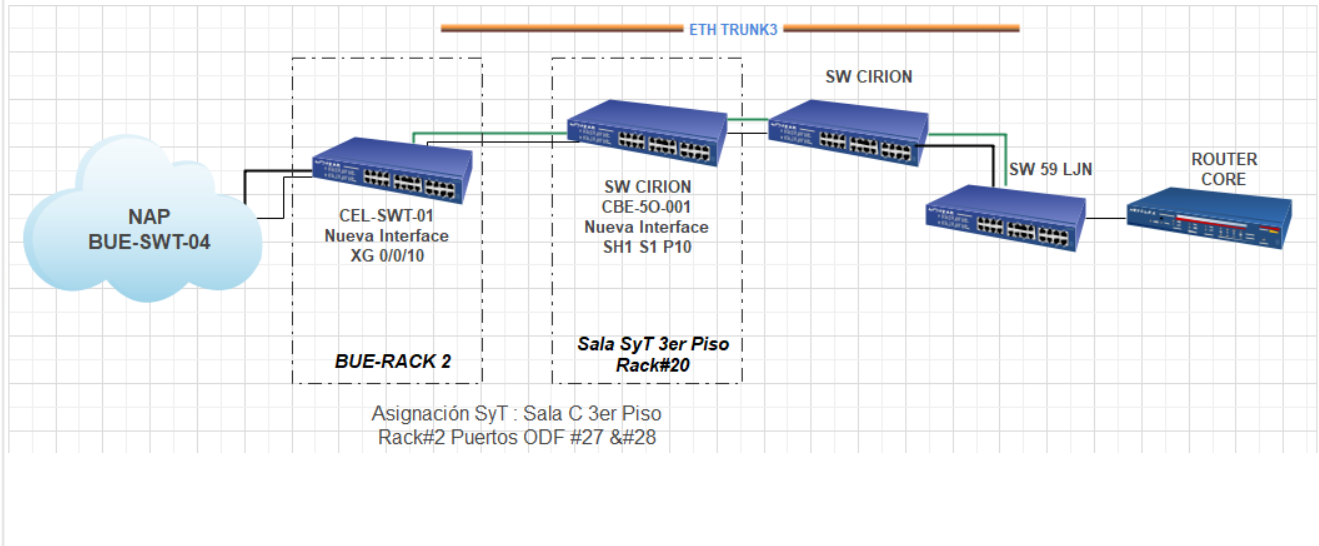 ETH TRUNK3
SW CIRION
SW 59 LJN
ROUTER
CORE
NAP
BUE-SWT-04
CEL-SWT-01
Nueva Interface
XG 0/0/10
SW CIRION
CBE-5O-001
Nueva Interface
SH1 S1 P10
BUE-RACK 2
Sala SyT 3er Piso
Rack#20
Asignación SyT : Sala C 3er Piso
Rack#2 Puertos ODF #27 &#28